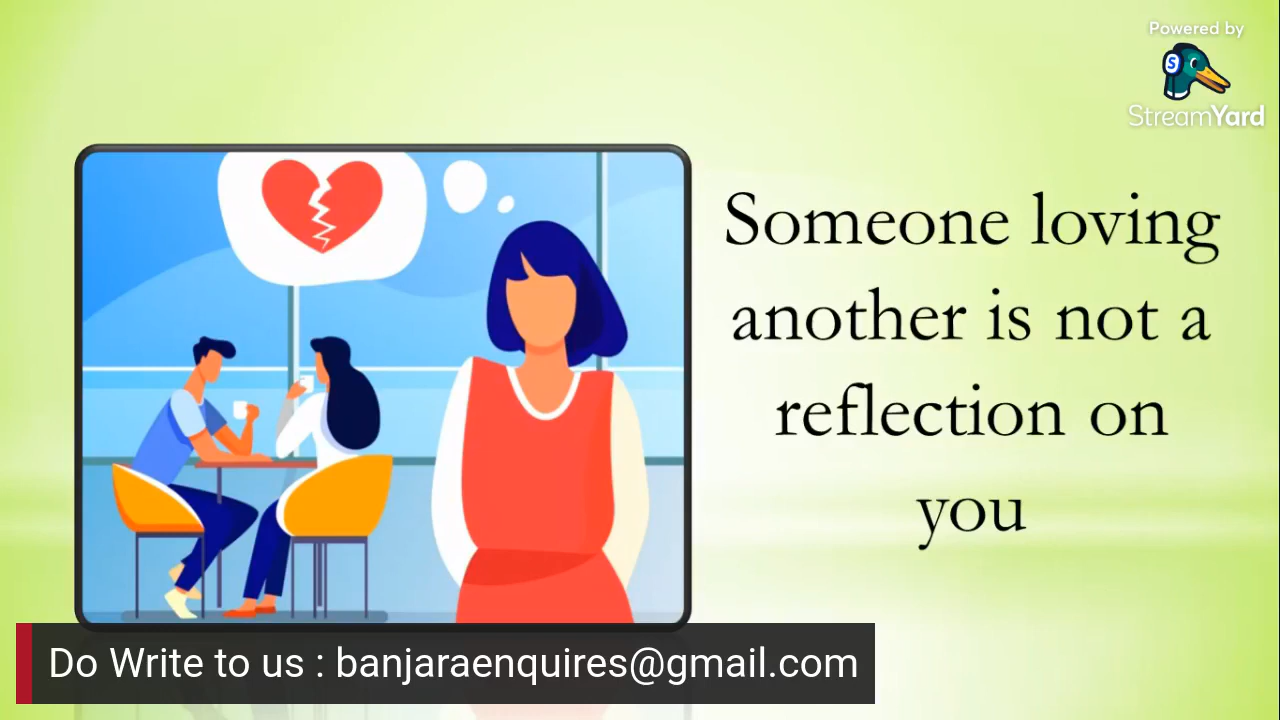 Powered by
StreamYard
Someone loving
another is not a
reflection on
you
Do Write to us : banjaraenquires@gmail.com